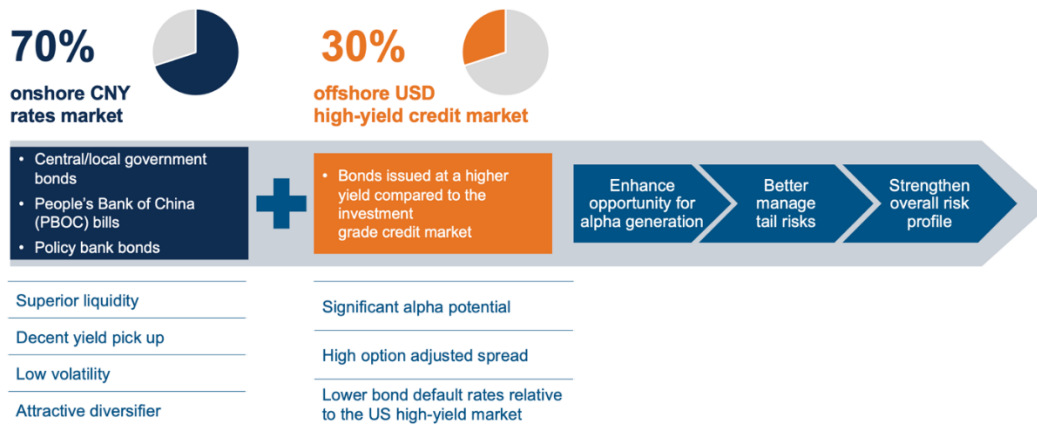 70%
onshore CNY
rates market
30%
offshore USD
high-yield credit market
• Central/local government
bonds
• People's Bank of China
(PBOC) bills
• Policy bank bonds
• Bonds issued at a higher
yield compared to the
investment
grade credit market
Enhance
opportunity for
alpha generation
Better
manage
tail risks
Strengthen
overall risk
profile
Superior liquidity
Decent yield pick up
Low volatility
Attractive diversifier
Significant alpha potential
High option adjusted spread
Lower bond default rates relative
to the US high-yield market